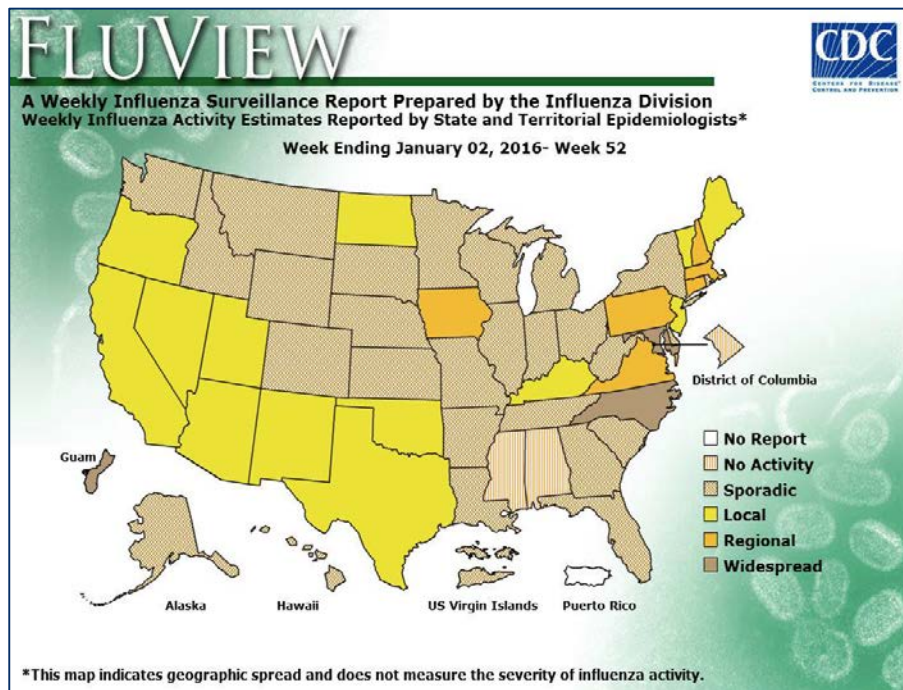 FLUVIEW
CDC
CENTERS FOR DISEASE
CONTROL AND PREVENTION
A Weekly Influenza Surveillance Report Prepared by the Influenza Division
Weekly Influenza Activity Estimates Reported by State and Territorial Epidemiologists*
Week Ending January 02, 2016- Week 52
District of Columbia
No Report
No Activity
Sporadic
Local
Regional
Widespread
Guam
Alaska
Hawaii
US Virgin Islands
Puerto Rico
*This map indicates geographic spread and does not measure the severity of influenza activity.